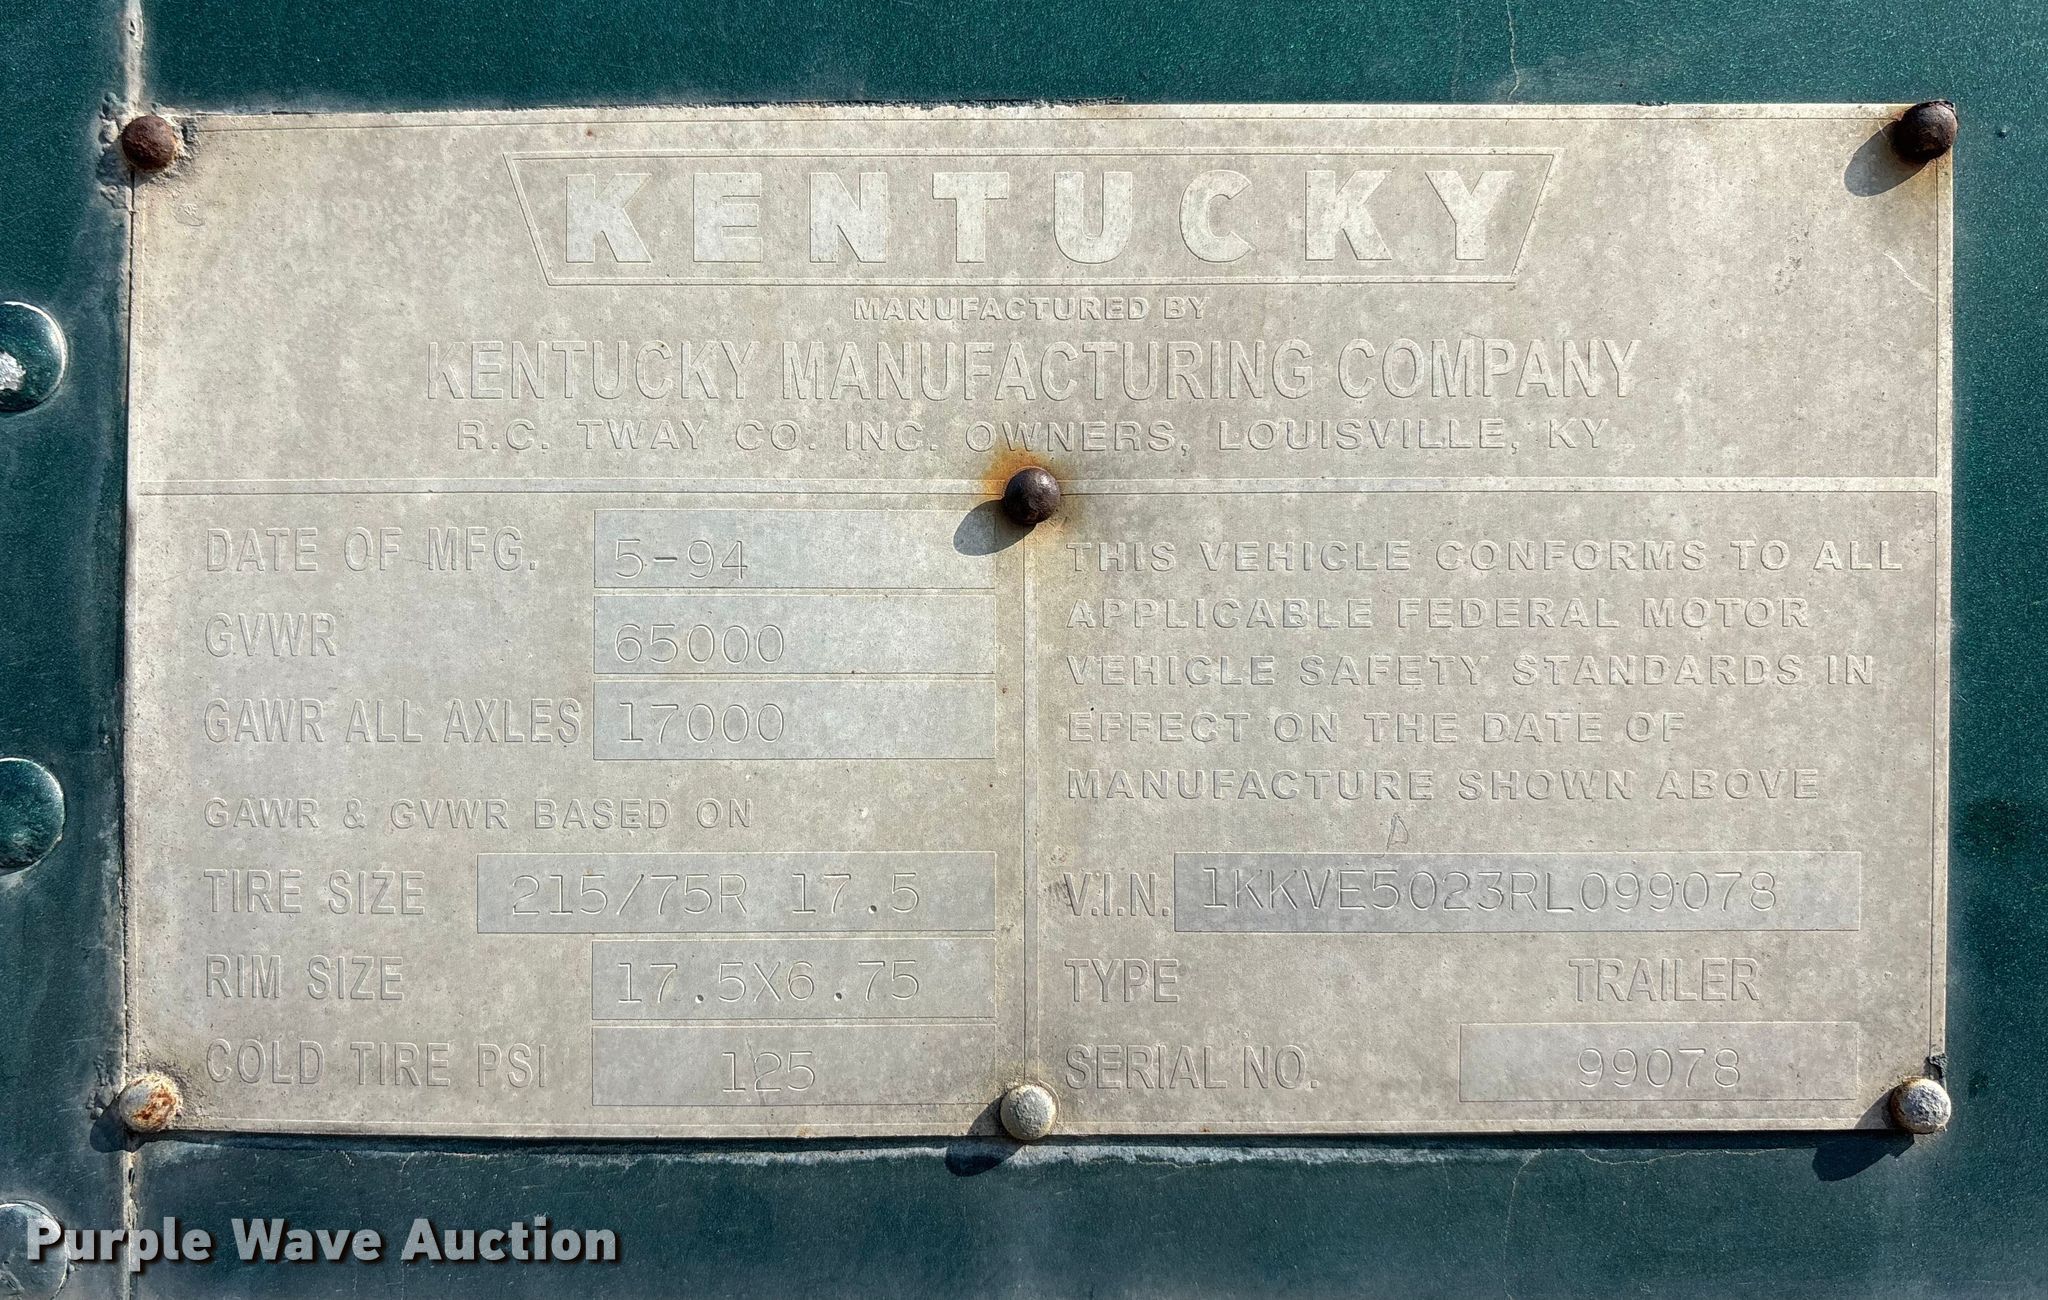 KENTUCKY
MANUFACTURED BY
KENTUCKY MANUFACTURING COMPANY
R.C. TWAY CO. INC. OWNERS, LOUISVILLE, KY
DATE OF MFG. 5-94
GVWR 65000
GAWR ALL AXLES 17000
GAWR & GVWR BASED ON
TIRE SIZE 215/75R 17.5
RIM SIZE 17.5X6.75
COLD TIRE PSI 125
THIS VEHICLE CONFORMS TO ALL
APPLICABLE FEDERAL MOTOR
VEHICLE SAFETY STANDARDS IN
EFFECT ON THE DATE OF
MANUFACTURE SHOWN ABOVE
D
V.I.N. 1KKVE5023RL099078
TYPE TRAILER
SERIAL NO. 99078
Purple Wave Auction